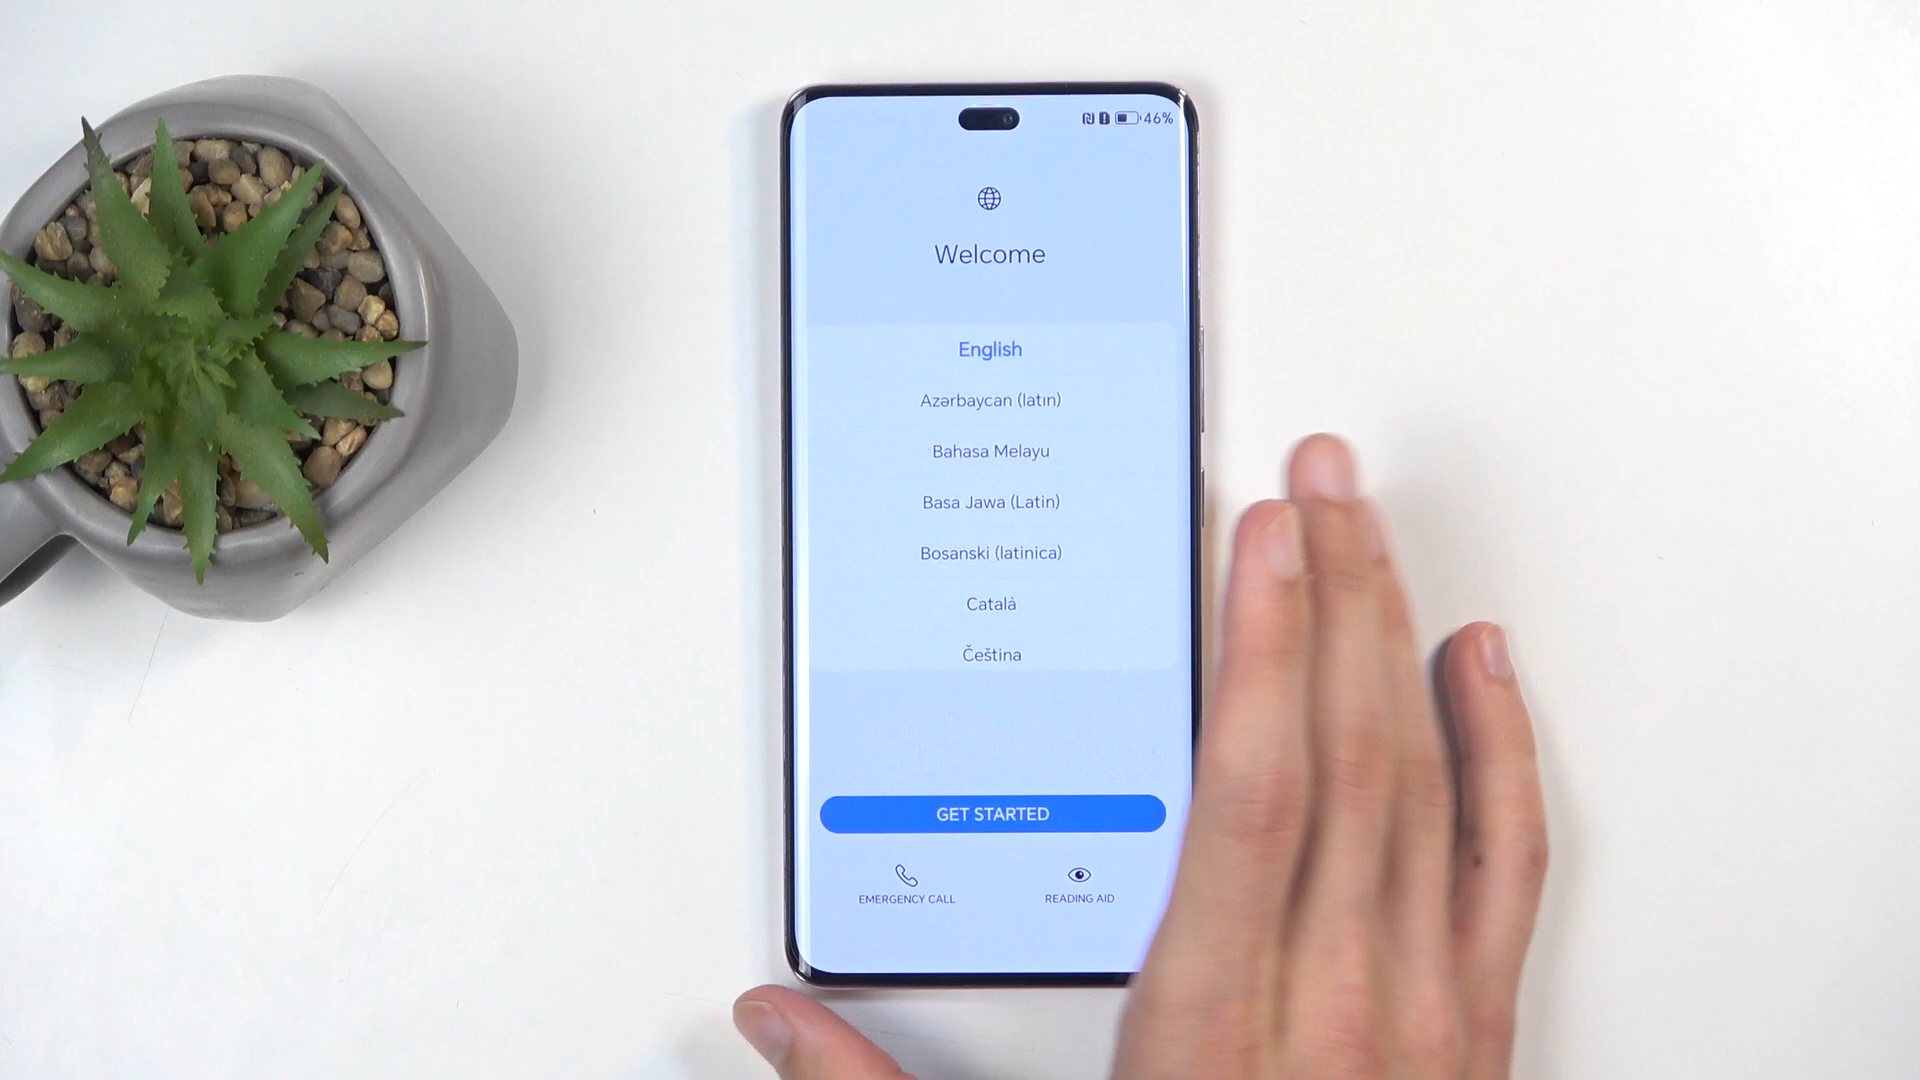 46%
Welcome
English
Azərbaycan (latın)
Bahasa Melayu
Basa Jawa (Latin)
Bosanski (latinica)
Català
Čeština
GET STARTED
EMERGENCY CALL
READING AID